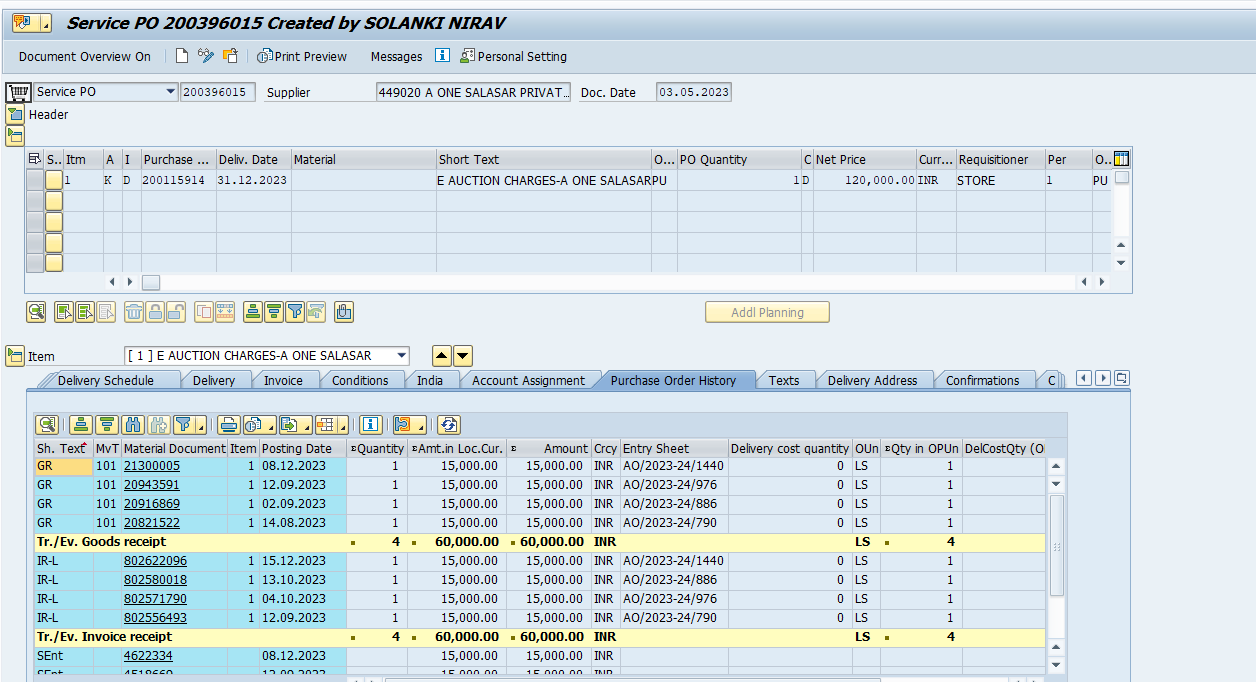 Service PO 200396015 Created by SOLANKI NIRAV
Document Overview On Print Preview Messages Personal Setting
Service PO 200396015 Supplier 449020 A ONE SALASAR PRIVAT... Doc. Date 03.05.2023
Header
S.. Itm A I Purchase ... Deliv. Date Material Short Text O... PO Quantity C Net Price Curr... Requisitioner Per O..
1 K D 200115914 31.12.2023 E AUCTION CHARGES-A ONE SALASAR PU 1 D 120,000.00 INR STORE 1 PU
Addl Planning
Item [ 1 ] E AUCTION CHARGES-A ONE SALASAR
Delivery Schedule Delivery Invoice Conditions India Account Assignment Purchase Order History Texts Delivery Address Confirmations C
Sh. Text MvT Material Document Item Posting Date ΣQuantity ΣAmt.in Loc.Cur. Σ Amount Crcy Entry Sheet Delivery cost quantity OUn ΣQty in OPUn DelCostQty (O
GR 101 21300005 1 08.12.2023 1 15,000.00 15,000.00 INR AO/2023-24/1440 0 LS 1
GR 101 20943591 1 12.09.2023 1 15,000.00 15,000.00 INR AO/2023-24/976 0 LS 1
GR 101 20916869 1 02.09.2023 1 15,000.00 15,000.00 INR AO/2023-24/886 0 LS 1
GR 101 20821522 1 14.08.2023 1 15,000.00 15,000.00 INR AO/2023-24/790 0 LS 1
Tr./Ev. Goods receipt 4 60,000.00 60,000.00 INR LS 4
IR-L 802622096 1 15.12.2023 1 15,000.00 15,000.00 INR AO/2023-24/1440 0 LS 1
IR-L 802580018 1 13.10.2023 1 15,000.00 15,000.00 INR AO/2023-24/886 0 LS 1
IR-L 802571790 1 04.10.2023 1 15,000.00 15,000.00 INR AO/2023-24/976 0 LS 1
IR-L 802556493 1 12.09.2023 1 15,000.00 15,000.00 INR AO/2023-24/790 0 LS 1
Tr./Ev. Invoice receipt 4 60,000.00 60,000.00 INR LS 4
SEnt 4622334 08.12.2023 15,000.00 15,000.00 INR